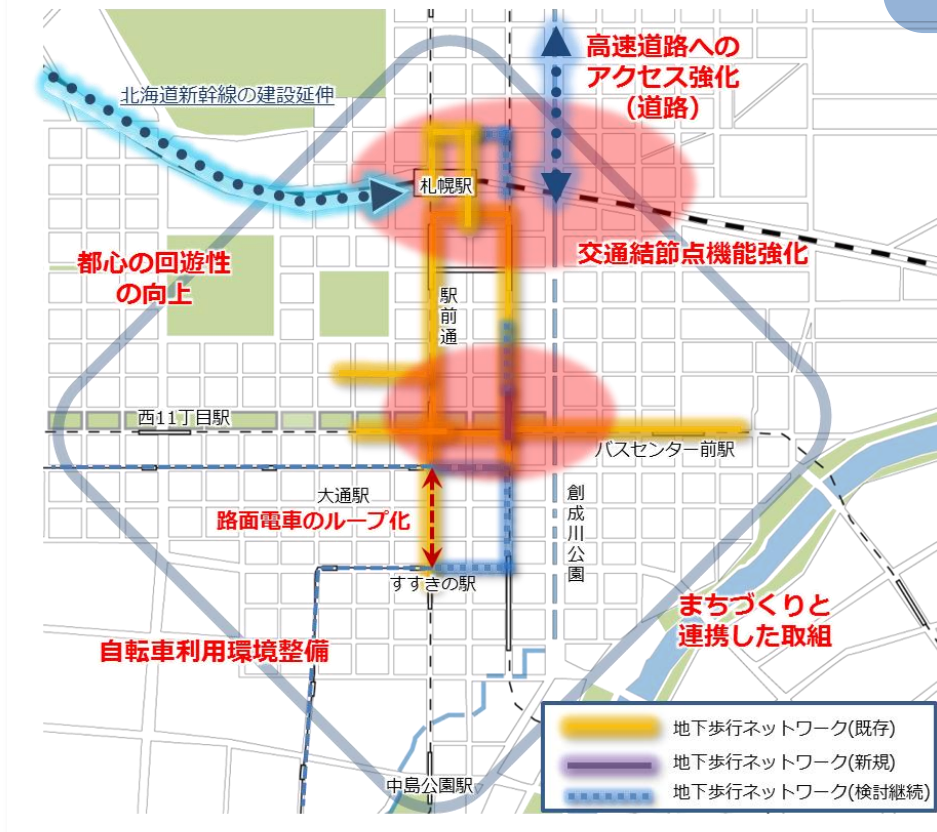 高速道路への
アクセス強化
（道路）
北海道新幹線の建設延伸
札幌駅
交通結節点機能強化
都心の回遊性
の向上
駅前通
西11丁目駅
バスセンター前駅
大通駅
路面電車のループ化
創成川公園
すすきの駅
まちづくりと
連携した取組
自転車利用環境整備
中島公園駅
地下歩行ネットワーク(既存)
地下歩行ネットワーク(新規)
地下歩行ネットワーク(検討継続)